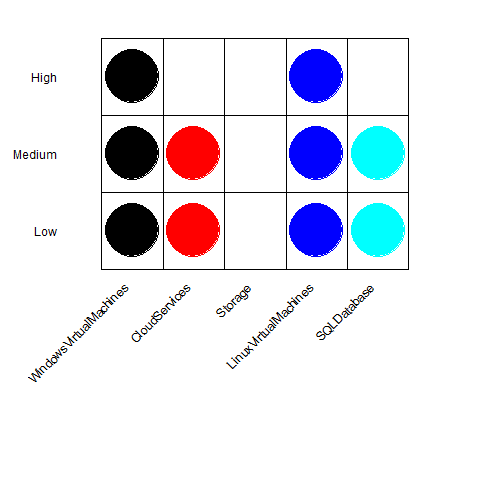 High
Medium
Low
WindowsVirtualMachines
CloudServices
Storage
LinuxVirtualMachines
SQLDatabase